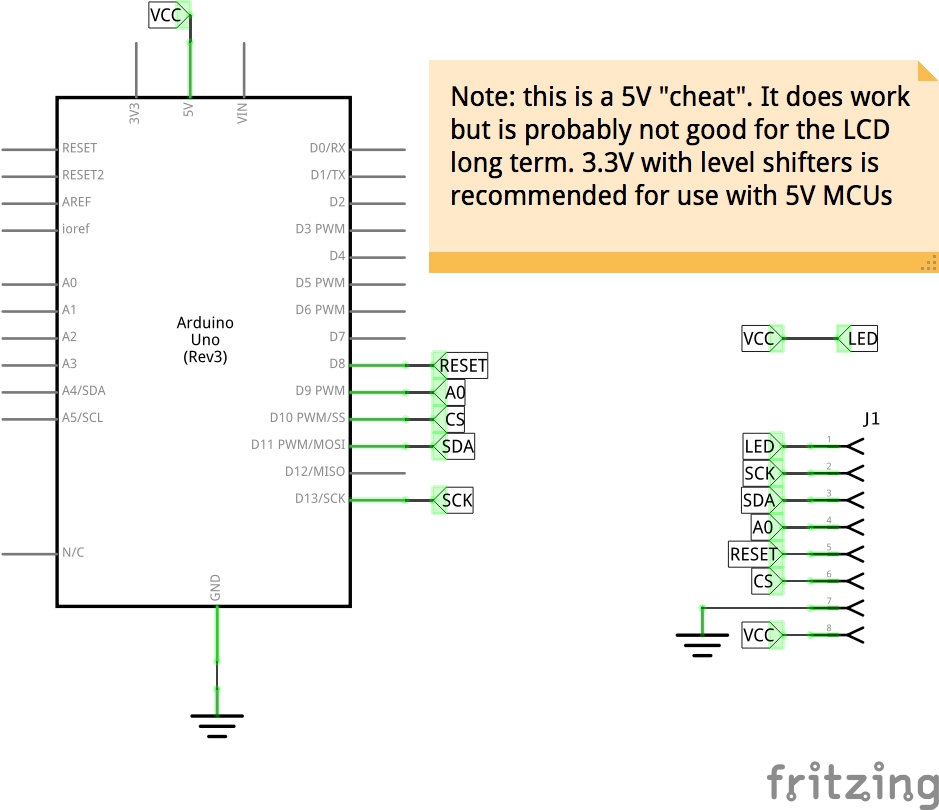 VCC
3V3
5V
VIN
RESET
RESET2
AREF
ioref
A0
A1
A2
A3
A4/SDA
A5/SCL
N/C
Arduino
Uno
(Rev3)
D0/RX
D1/TX
D2
D3 PWM
D4
D5 PWM
D6 PWM
D7
D8
D9 PWM
D10 PWM/SS
D11 PWM/MOSI
D12/MISO
D13/SCK
GND
RESET
A0
CS
SDA
SCK
Note: this is a 5V "cheat". It does work
but is probably not good for the LCD
long term. 3.3V with level shifters is
recommended for use with 5V MCUs
VCC LED
J1
LED 1
SCK 2
SDA 3
A0 4
RESET 5
CS 6
7
VCC 8
fritzing